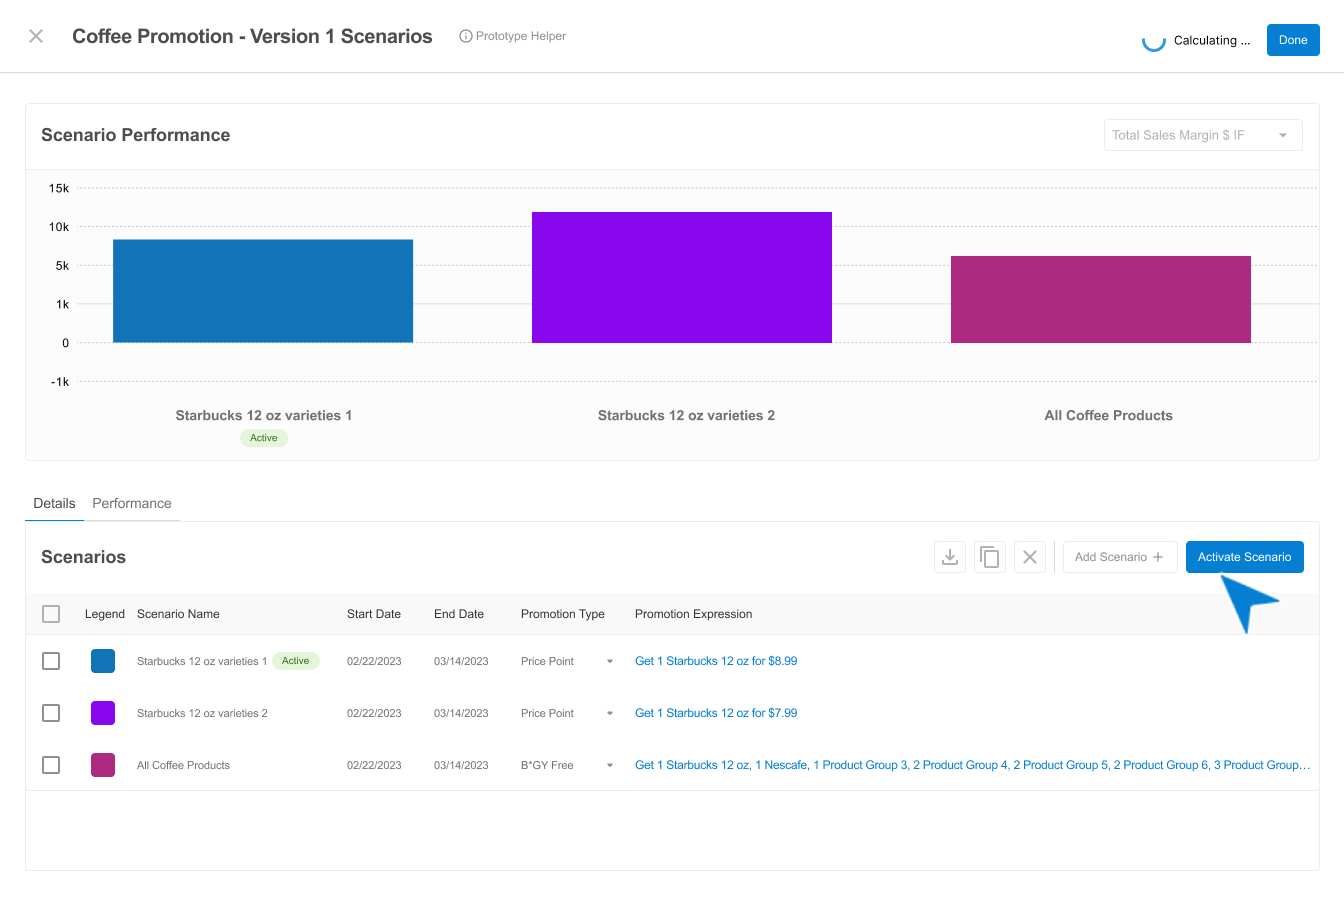 Coffee Promotion - Version 1 Scenarios
Prototype Helper
Calculating ...
Done
Scenario Performance
Total Sales Margin $ IF
15k
10k
5k
1k
0
-1k
Starbucks 12 oz varieties 1
Active
Starbucks 12 oz varieties 2
All Coffee Products
Details Performance
Scenarios
Add Scenario +
Activate Scenario
Legend Scenario Name Start Date End Date Promotion Type Promotion Expression
Starbucks 12 oz varieties 1 Active 02/22/2023 03/14/2023 Price Point Get 1 Starbucks 12 oz for $8.99
Starbucks 12 oz varieties 2 02/22/2023 03/14/2023 Price Point Get 1 Starbucks 12 oz for $7.99
All Coffee Products 02/22/2023 03/14/2023 B*GY Free Get 1 Starbucks 12 oz, 1 Nescafe, 1 Product Group 3, 2 Product Group 4, 2 Product Group 5, 2 Product Group 6, 3 Product Group...